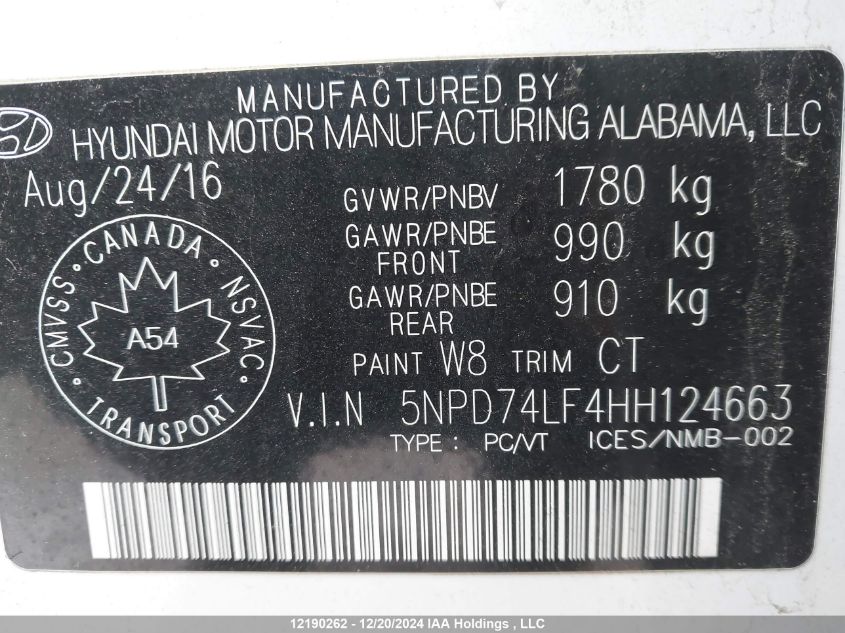 MANUFACTURED BY
HYUNDAI MOTOR MANUFACTURING ALABAMA, LLC
Aug/24/16
GVWR/PNBV 1780 kg
GAWR/PNBE FRONT 990 kg
GAWR/PNBE REAR 910 kg
PAINT W8 TRIM CT
V.I.N 5NPD74LF4HH124663
TYPE : PC/VT ICES/NMB-002
CMVSS • CANADA • NSVAC • TRANSPORT •
A54
12190262 - 12/20/2024 IAA Holdings , LLC